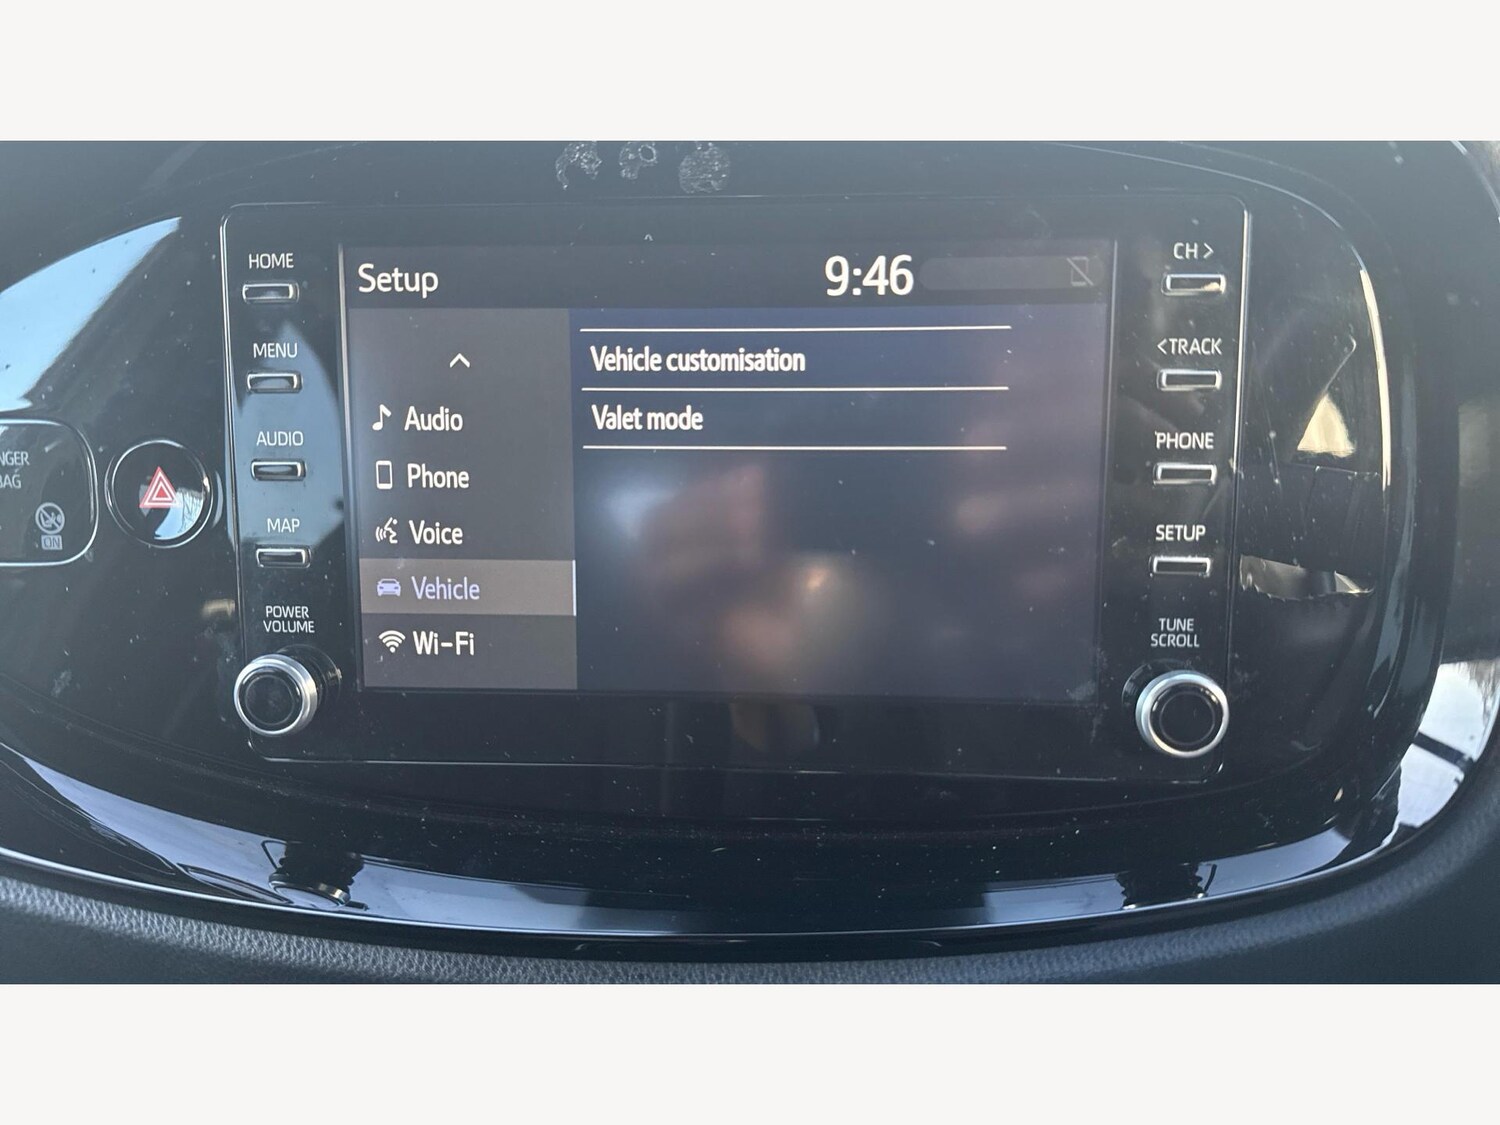 HOME
MENU
AUDIO
MAP
POWER
VOLUME
Setup
9:46
Audio
Phone
Voice
Vehicle
Wi-Fi
Vehicle customisation
Valet mode
CH >
<TRACK
PHONE
SETUP
TUNE
SCROLL
ON